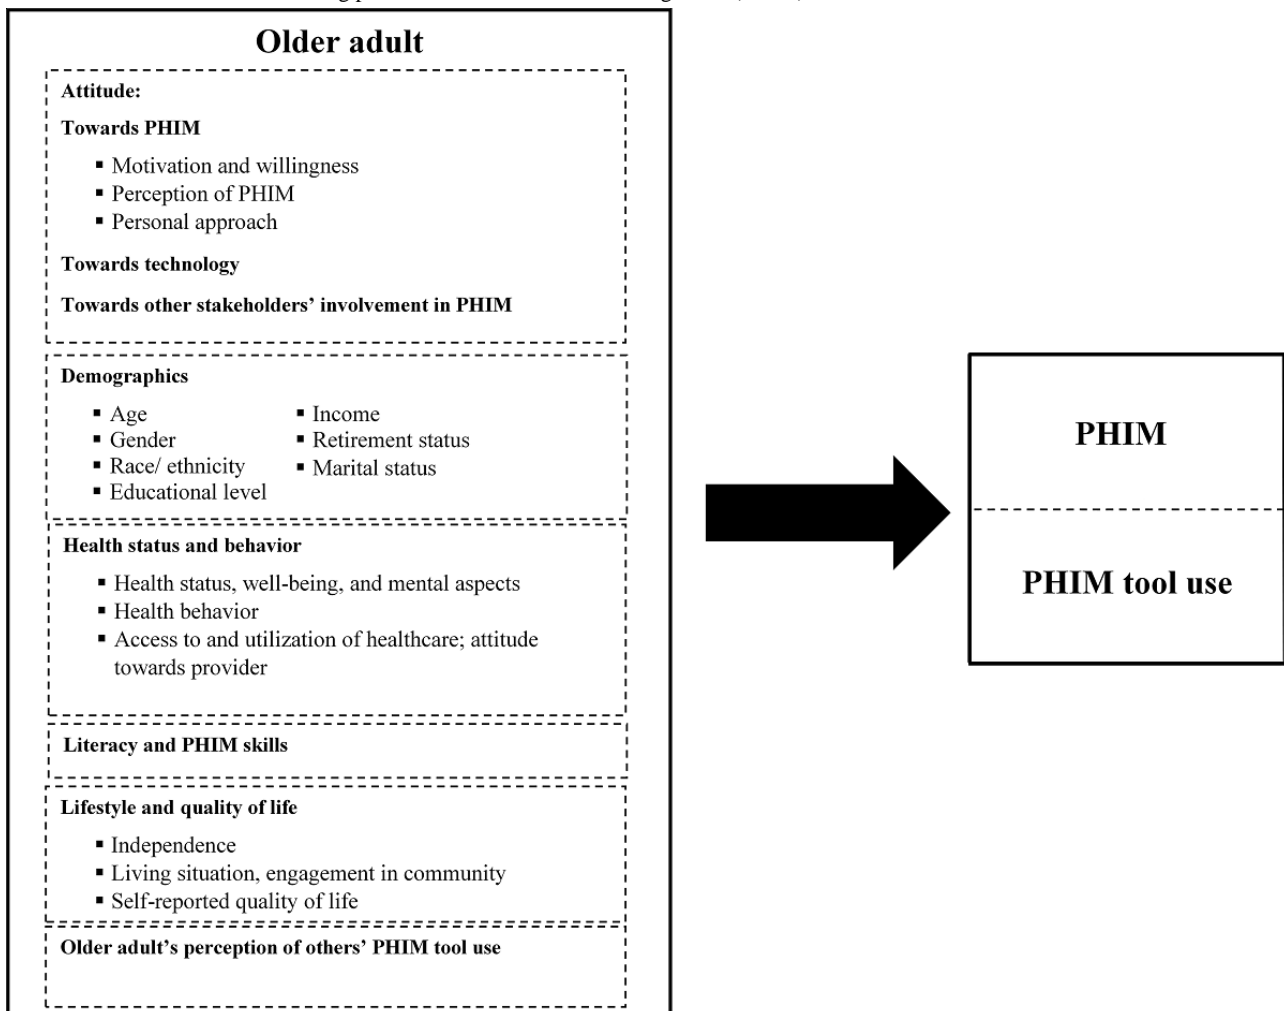 Older adult
Attitude:
Towards PHIM
▪ Motivation and willingness
▪ Perception of PHIM
▪ Personal approach
Towards technology
Towards other stakeholders’ involvement in PHIM
Demographics
▪ Age
▪ Gender
▪ Race/ ethnicity
▪ Educational level
▪ Income
▪ Retirement status
▪ Marital status
Health status and behavior
▪ Health status, well-being, and mental aspects
▪ Health behavior
▪ Access to and utilization of healthcare; attitude
towards provider
Literacy and PHIM skills
Lifestyle and quality of life
▪ Independence
▪ Living situation, engagement in community
▪ Self-reported quality of life
Older adult’s perception of others’ PHIM tool use
PHIM
PHIM tool use